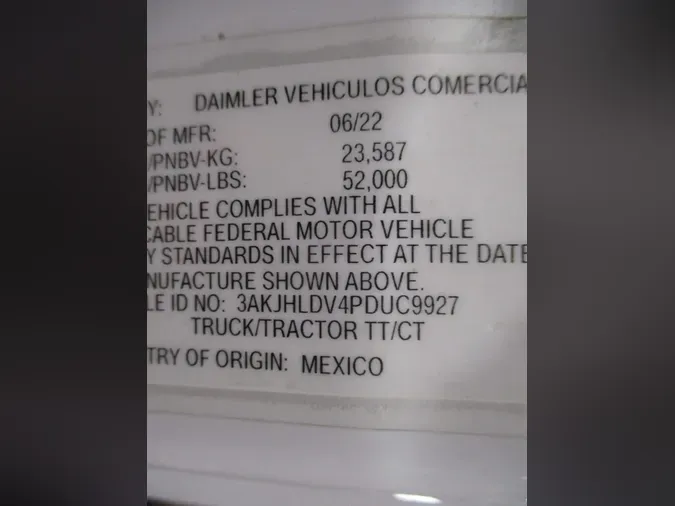 Y: DAIMLER VEHICULOS COMERCIA
OF MFR: 06/22
/PNBV-KG: 23,587
/PNBV-LBS: 52,000
EHICLE COMPLIES WITH ALL
CABLE FEDERAL MOTOR VEHICLE
Y STANDARDS IN EFFECT AT THE DATE
NUFACTURE SHOWN ABOVE.
LE ID NO: 3AKJHLDV4PDUC9927
TRUCK/TRACTOR TT/CT
TRY OF ORIGIN: MEXICO